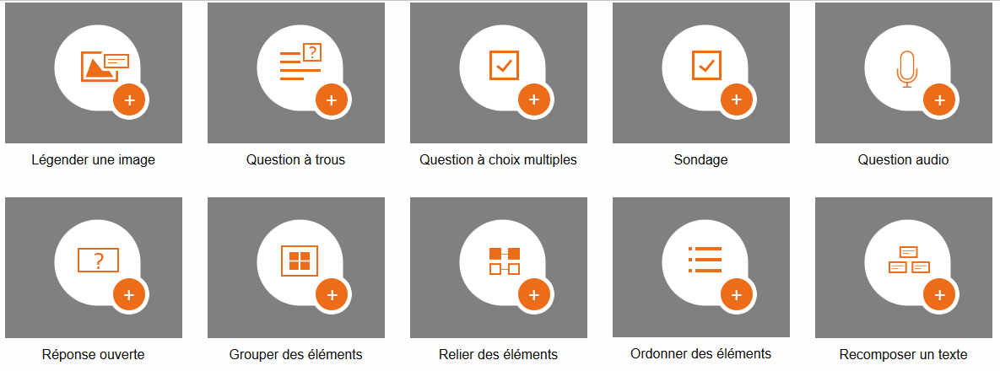 ?
+
+
+
+
+
Légender une image
Question à trous
Question à choix multiples
Sondage
Question audio
?
+
+
+
+
+
Réponse ouverte
Grouper des éléments
Relier des éléments
Ordonner des éléments
Recomposer un texte